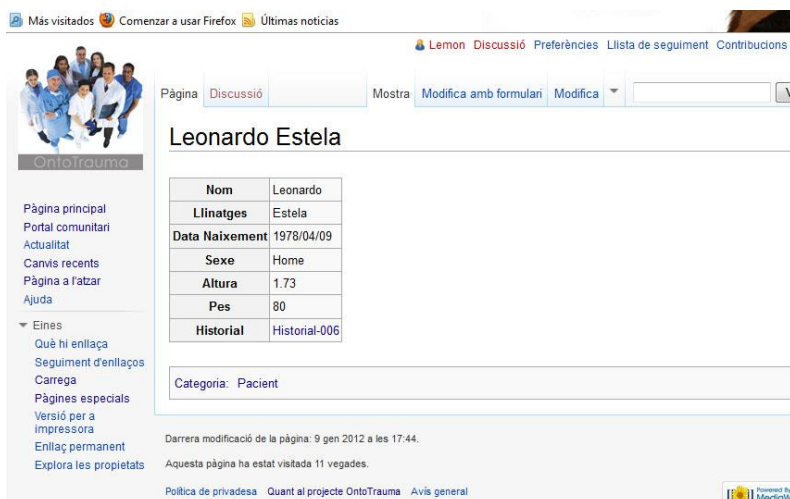 Más visitados Comenzar a usar Firefox Últimas noticias
Lemon Discussió Preferències Llista de seguiment Contribucions
Pàgina Discussió Mostra Modifica amb formulari Modifica
OntoTrauma
Leonardo Estela
Nom Leonardo
Llinatges Estela
Data Naixement 1978/04/09
Sexe Home
Altura 1.73
Pes 80
Historial Historial-006
Categoria: Pacient
Pàgina principal
Portal comunitari
Actualitat
Canvis recents
Pàgina a l'atzar
Ajuda
Eines
Què hi enllaça
Seguiment d'enllaços
Carrega
Pàgines especials
Versió per a
impressora
Enllaç permanent
Explora les propietats
Darrera modificació de la pàgina: 9 gen 2012 a les 17:44.
Aquesta pàgina ha estat visitada 11 vegades.
Política de privadesa Quant al projecte OntoTrauma Avís general
Powered By